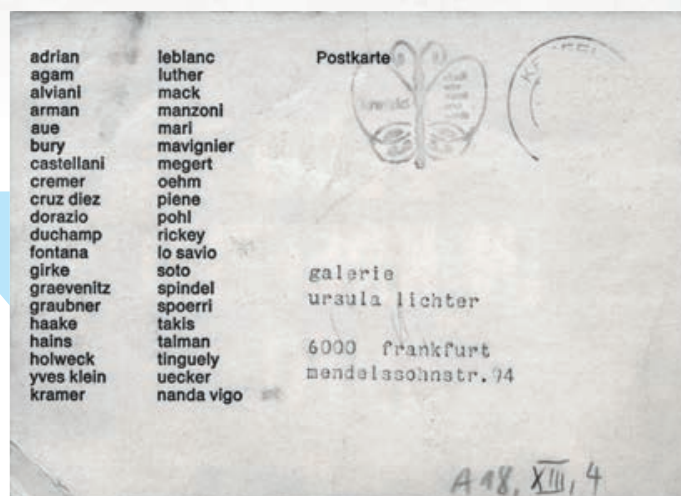 adrian
agam
alviani
arman
aue
bury
castellani
cremer
cruz diez
dorazio
duchamp
fontana
girke
graevenitz
graubner
haake
hains
holweck
yves klein
kramer
leblanc
luther
mack
manzoni
mari
mavignier
megert
oehm
piene
pohl
rickey
lo savio
soto
spindel
spoerri
takis
talman
tinguely
uecker
nanda vigo
Postkarte
galerie
ursula lichter
6000 frankfurt
mendelssohnstr. 94
A 18, XIII, 4